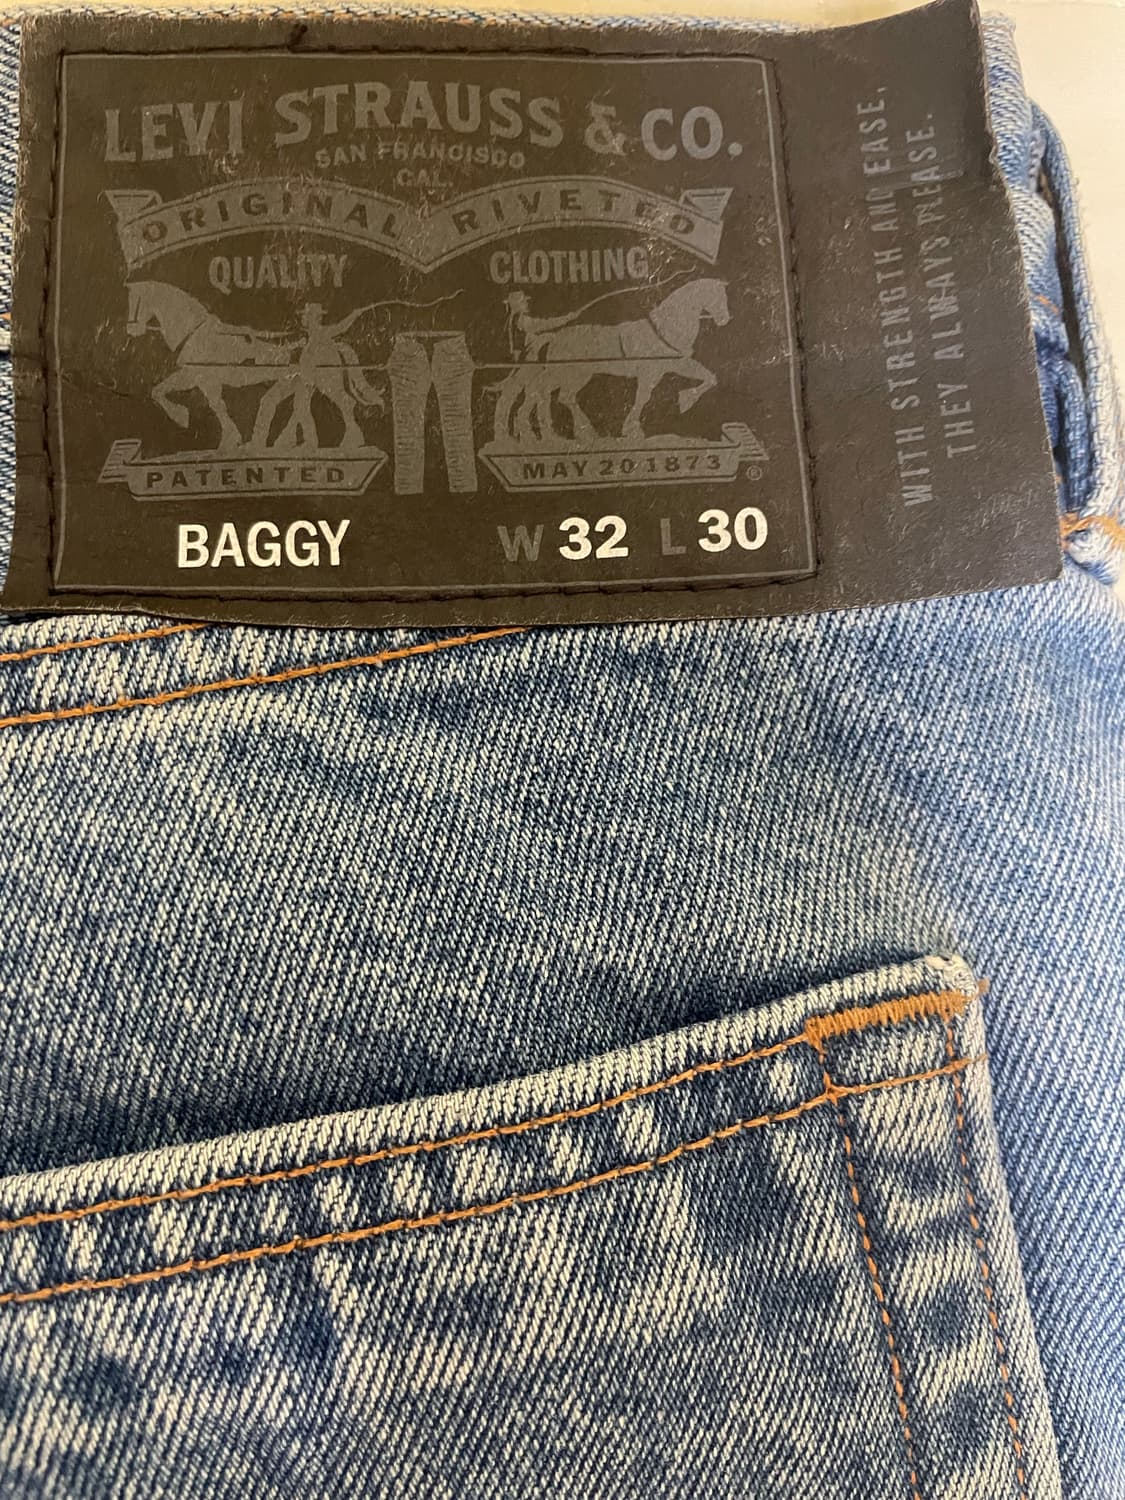 LEVI STRAUSS & CO.
SAN FRANCISCO
CAL.
ORIGINAL RIVETED
QUALITY CLOTHING
PATENTED MAY 20 1873 ®
BAGGY W 32 L 30
WITH STRENGTH AND EASE,
THEY ALWAYS PLEASE.